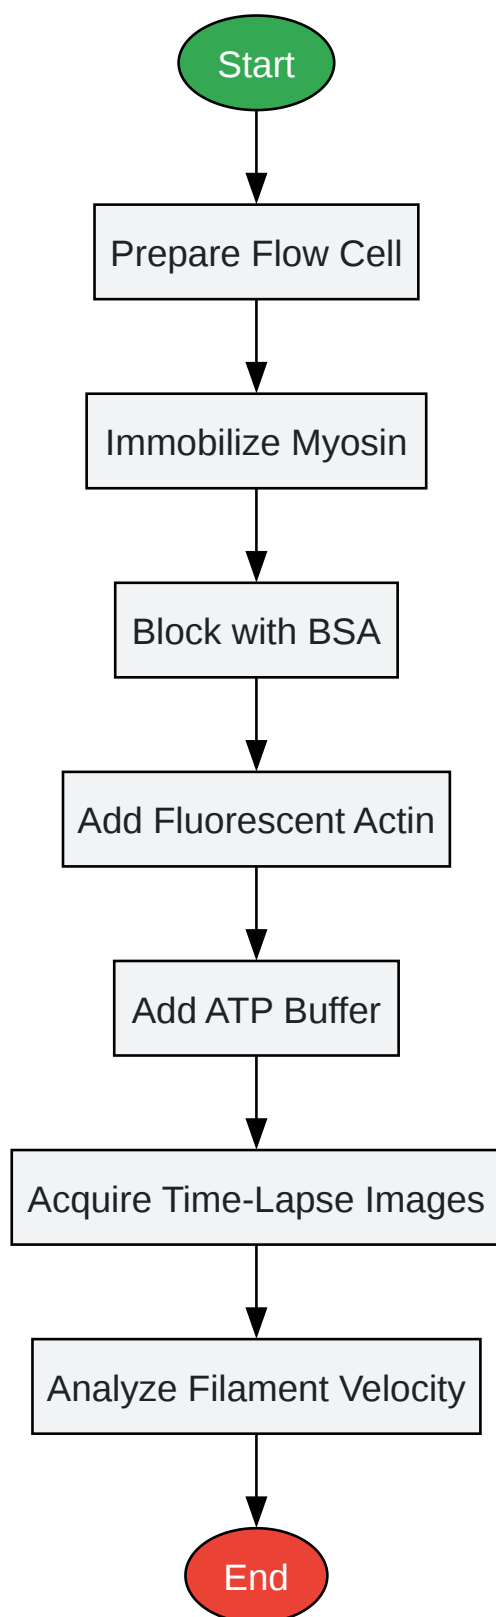 Start
Prepare Flow Cell
Immobilize Myosin
Block with BSA
Add Fluorescent Actin
Add ATP Buffer
Acquire Time-Lapse Images
Analyze Filament Velocity
End